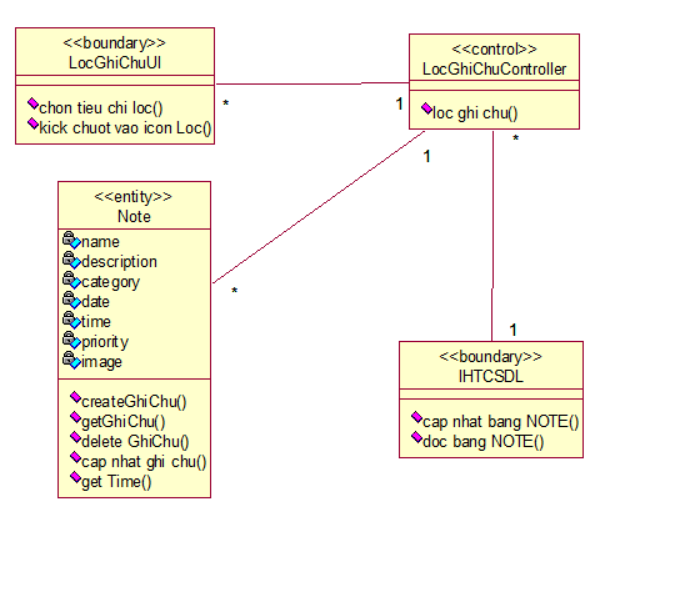 <<boundary>>
LocGhiChuUI
chon tieu chi loc()
kick chuot vao icon Loc()
*
1
<<control>>
LocGhiChuController
loc ghi chu()
*
1
<<entity>>
Note
name
description
category
date
time
priority
image
createGhiChu()
getGhiChu()
delete GhiChu()
cap nhat ghi chu()
get Time()
*
1
<<boundary>>
IHTCSDL
cap nhat bang NOTE()
doc bang NOTE()